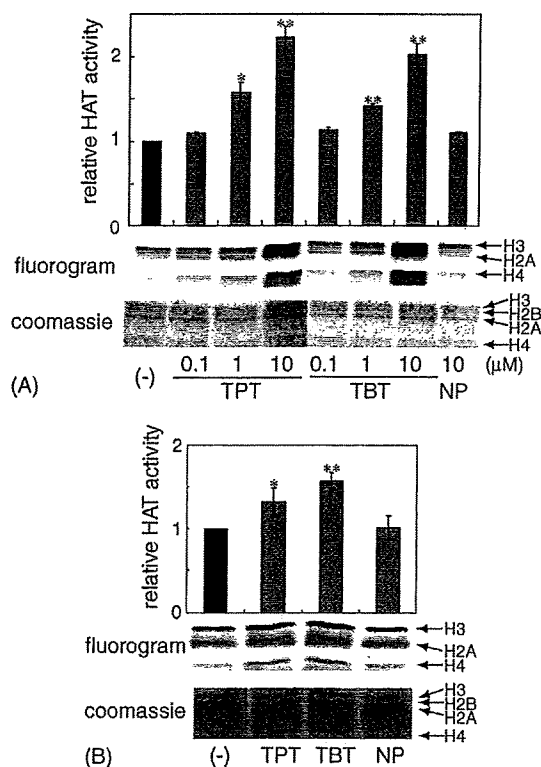 relative HAT activity
2
**
**
**
*
1
0
fluorogram
H3
H2A
H4
coomassie
H3
H2B
H2A
H4
(-) 0.1 1 10 0.1 1 10 10 (μM)
TPT TBT NP
(A)
relative HAT activity
2
**
*
1
0
fluorogram
H3
H2A
H4
coomassie
H3
H2B
H2A
H4
(B) (-) TPT TBT NP